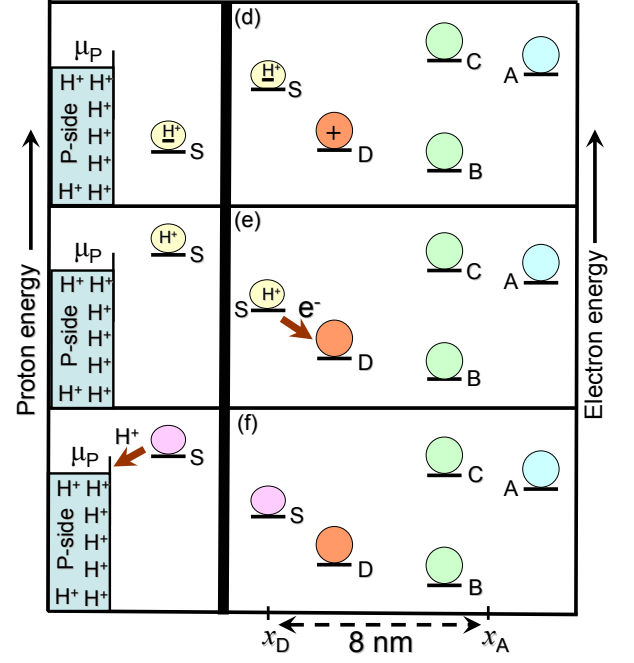 Proton energy
Electron energy
(d)
μP
P-side
H⁺ H⁺
H⁺
H⁺
H⁺
H⁺ H⁺
H⁺
S
H⁺
S
+
D
C
B
A
(e)
μP
P-side
H⁺ H⁺
H⁺
H⁺
H⁺
H⁺ H⁺
H⁺
S
S
H⁺
e⁻
D
C
B
A
(f)
μP
P-side
H⁺
H⁺ H⁺
H⁺
H⁺
H⁺
H⁺ H⁺
S
S
D
C
B
A
xD
8 nm
xA